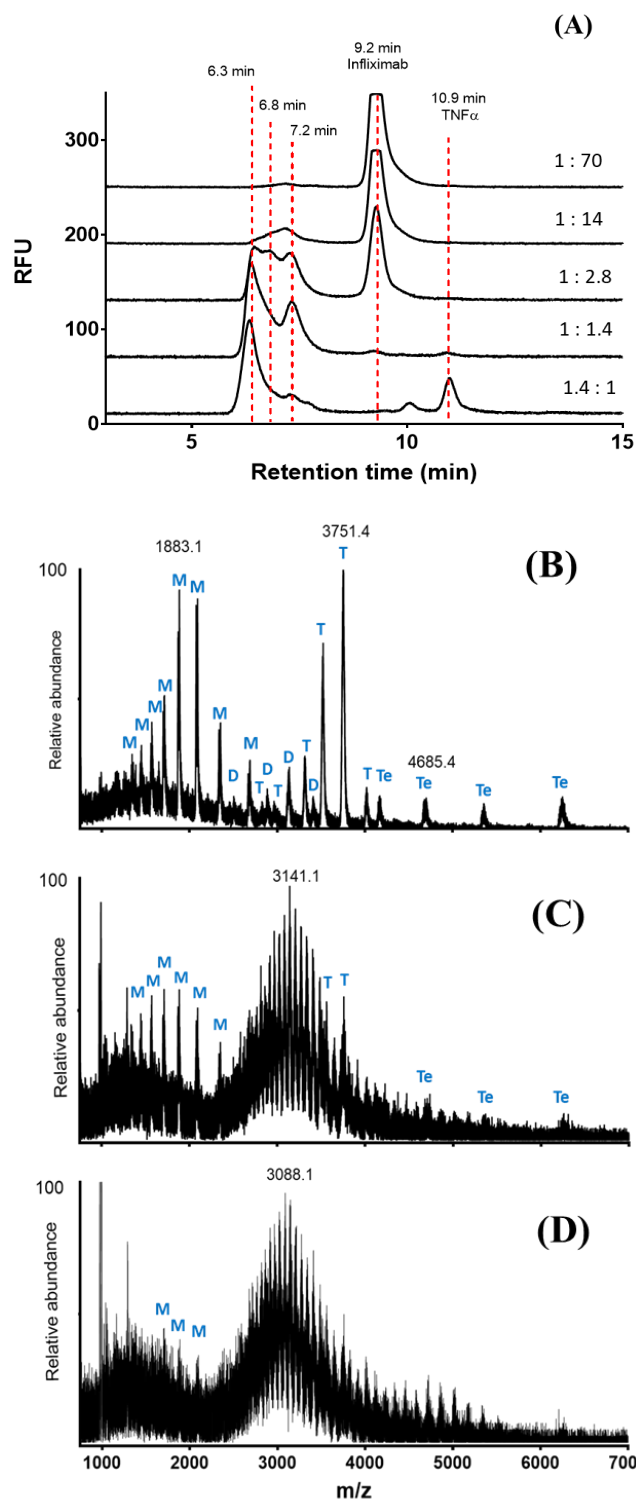 (A)
9.2 min
Infliximab
6.3 min
10.9 min
TNFα
6.8 min
7.2 min
300
200
100
0
RFU
1 : 70
1 : 14
1 : 2.8
1 : 1.4
1.4 : 1
5
10
15
Retention time (min)
(B)
100
Relative abundance
1883.1
3751.4
4685.4
M
M
M
M
M
M
M
M
D
T
D
T
D
T
D
T
T
T
Te
Te
Te
Te
(C)
100
Relative abundance
3141.1
M
M
M
M
M
M
T
T
Te
Te
Te
(D)
100
Relative abundance
3088.1
M
M
M
1000
2000
3000
4000
5000
6000
700
m/z